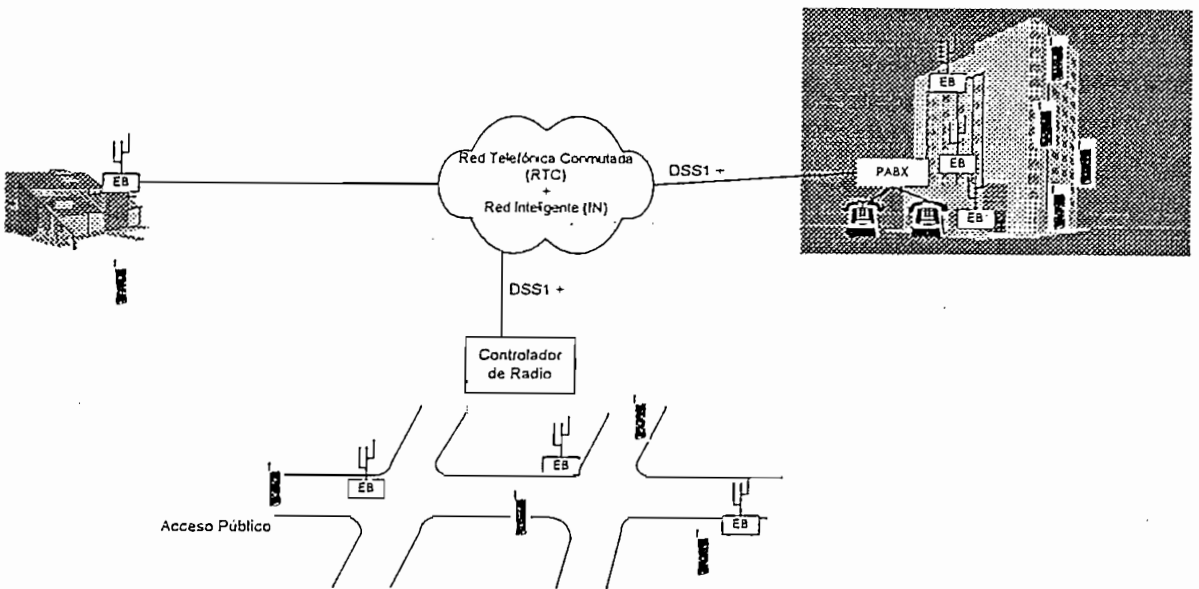 EB
EB
Red Telefónica Conmutada
(RTC)
+
Red Inteligente (IN)
DSS1 +
PABX
EB
EB
DSS1 +
Controlador
de Radio
EB
EB
EB
Acceso Público